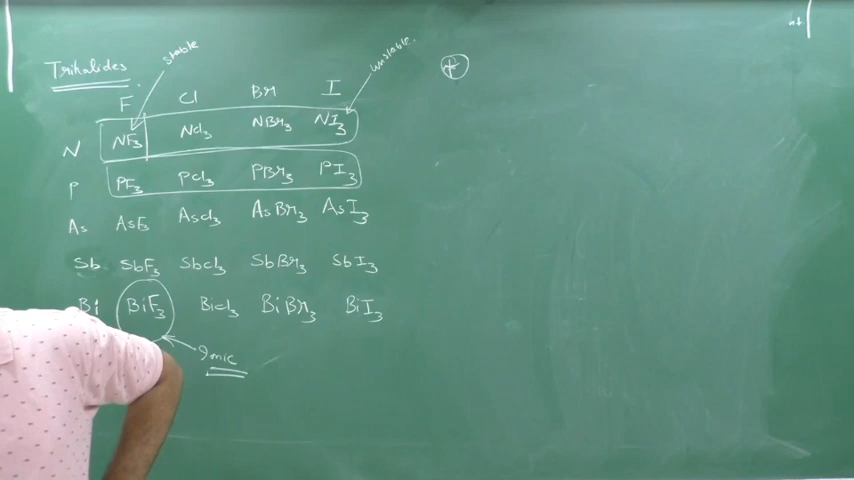 Trihalides
stable
unstable.
F Cl Br I
N NF3 NCl3 NBr3 NI3
P PF3 PCl3 PBr3 PI3
As AsF3 AsCl3 AsBr3 AsI3
Sb SbF3 SbCl3 SbBr3 SbI3
Bi BiF3 BiCl3 BiBr3 BiI3
Ionic